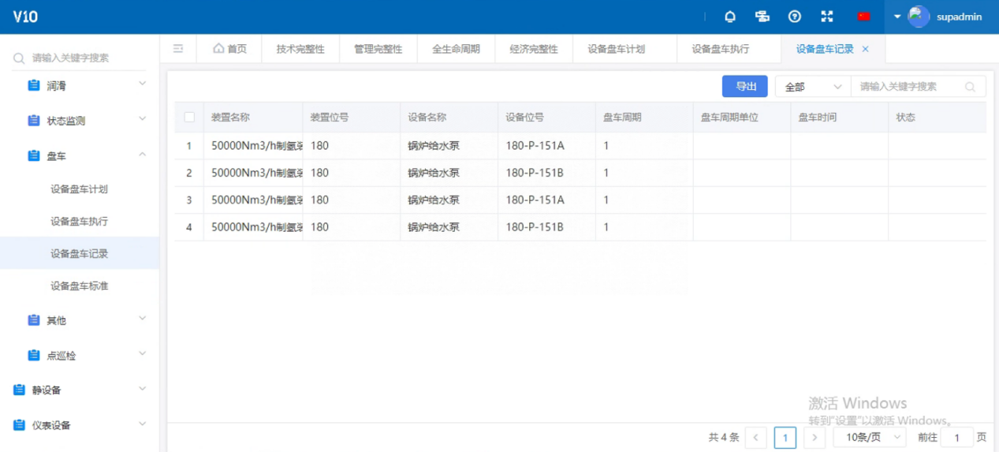 V10
supadmin
请输入关键字搜索
润滑
状态监测
盘车
设备盘车计划
设备盘车执行
设备盘车记录
设备盘车标准
其他
点巡检
静设备
仪表设备
首页 技术完整性 管理完整性 全生命周期 经济完整性 设备盘车计划 设备盘车执行 设备盘车记录 ×
导出 全部 请输入关键字搜索
装置名称 装置位号 设备名称 设备位号 盘车周期 盘车周期单位 盘车时间 状态
1 50000Nm3/h制氢装 180 锅炉给水泵 180-P-151A 1
2 50000Nm3/h制氢装 180 锅炉给水泵 180-P-151B 1
3 50000Nm3/h制氢装 180 锅炉给水泵 180-P-151A 1
4 50000Nm3/h制氢装 180 锅炉给水泵 180-P-151B 1
激活 Windows
转到"设置"以激活 Windows。
共 4 条 < 1 > 10条/页 前往 1 页